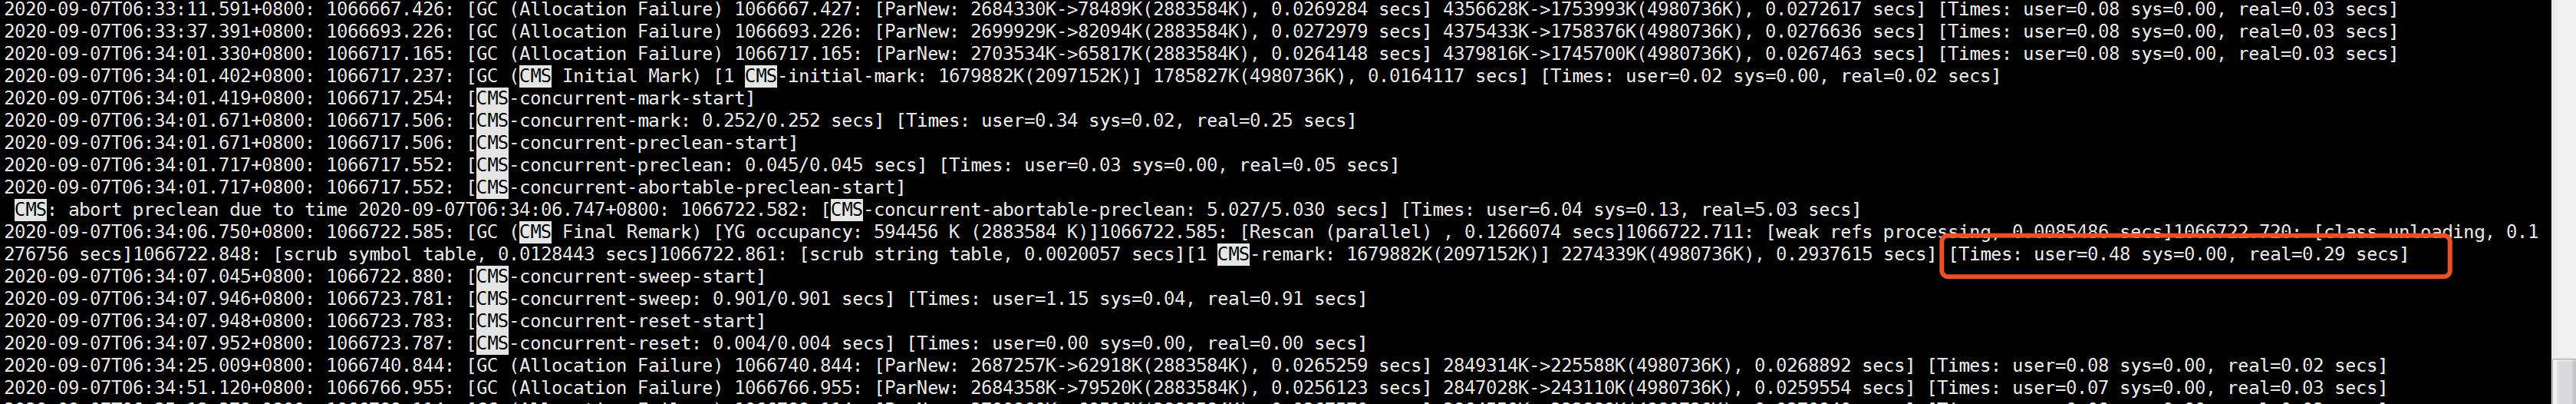 2020-09-07T06:33:11.591+0800: 1066667.426: [GC (Allocation Failure) 1066667.427: [ParNew: 2684330K->78489K(2883584K), 0.0269284 secs] 4356628K->1753993K(4980736K), 0.0272617 secs] [Times: user=0.08 sys=0.00, real=0.03 secs]
2020-09-07T06:33:37.391+0800: 1066693.226: [GC (Allocation Failure) 1066693.226: [ParNew: 2699929K->82094K(2883584K), 0.0272979 secs] 4375433K->1758376K(4980736K), 0.0276636 secs] [Times: user=0.08 sys=0.00, real=0.03 secs]
2020-09-07T06:34:01.330+0800: 1066717.165: [GC (Allocation Failure) 1066717.165: [ParNew: 2703534K->65817K(2883584K), 0.0264148 secs] 4379816K->1745700K(4980736K), 0.0267463 secs] [Times: user=0.08 sys=0.00, real=0.03 secs]
2020-09-07T06:34:01.402+0800: 1066717.237: [GC (CMS Initial Mark) [1 CMS-initial-mark: 1679882K(2097152K)] 1785827K(4980736K), 0.0164117 secs] [Times: user=0.02 sys=0.00, real=0.02 secs]
2020-09-07T06:34:01.419+0800: 1066717.254: [CMS-concurrent-mark-start]
2020-09-07T06:34:01.671+0800: 1066717.506: [CMS-concurrent-mark: 0.252/0.252 secs] [Times: user=0.34 sys=0.02, real=0.25 secs]
2020-09-07T06:34:01.671+0800: 1066717.506: [CMS-concurrent-preclean-start]
2020-09-07T06:34:01.717+0800: 1066717.552: [CMS-concurrent-preclean: 0.045/0.045 secs] [Times: user=0.03 sys=0.00, real=0.05 secs]
2020-09-07T06:34:01.717+0800: 1066717.552: [CMS-concurrent-abortable-preclean-start]
CMS: abort preclean due to time 2020-09-07T06:34:06.747+0800: 1066722.582: [CMS-concurrent-abortable-preclean: 5.027/5.030 secs] [Times: user=6.04 sys=0.13, real=5.03 secs]
2020-09-07T06:34:06.750+0800: 1066722.585: [GC (CMS Final Remark) [YG occupancy: 594456 K (2883584 K)]1066722.585: [Rescan (parallel) , 0.1266074 secs]1066722.711: [weak refs processing, 0.0085486 secs]1066722.720: [class unloading, 0.1
276756 secs]1066722.848: [scrub symbol table, 0.0128443 secs]1066722.861: [scrub string table, 0.0020057 secs][1 CMS-remark: 1679882K(2097152K)] 2274339K(4980736K), 0.2937615 secs] [Times: user=0.48 sys=0.00, real=0.29 secs]
2020-09-07T06:34:07.045+0800: 1066722.880: [CMS-concurrent-sweep-start]
2020-09-07T06:34:07.946+0800: 1066723.781: [CMS-concurrent-sweep: 0.901/0.901 secs] [Times: user=1.15 sys=0.04, real=0.91 secs]
2020-09-07T06:34:07.948+0800: 1066723.783: [CMS-concurrent-reset-start]
2020-09-07T06:34:07.952+0800: 1066723.787: [CMS-concurrent-reset: 0.004/0.004 secs] [Times: user=0.00 sys=0.00, real=0.00 secs]
2020-09-07T06:34:25.009+0800: 1066740.844: [GC (Allocation Failure) 1066740.844: [ParNew: 2687257K->62918K(2883584K), 0.0265259 secs] 2849314K->225588K(4980736K), 0.0268892 secs] [Times: user=0.08 sys=0.00, real=0.02 secs]
2020-09-07T06:34:51.120+0800: 1066766.955: [GC (Allocation Failure) 1066766.955: [ParNew: 2684358K->79520K(2883584K), 0.0256123 secs] 2847028K->243110K(4980736K), 0.0259554 secs] [Times: user=0.07 sys=0.00, real=0.03 secs]